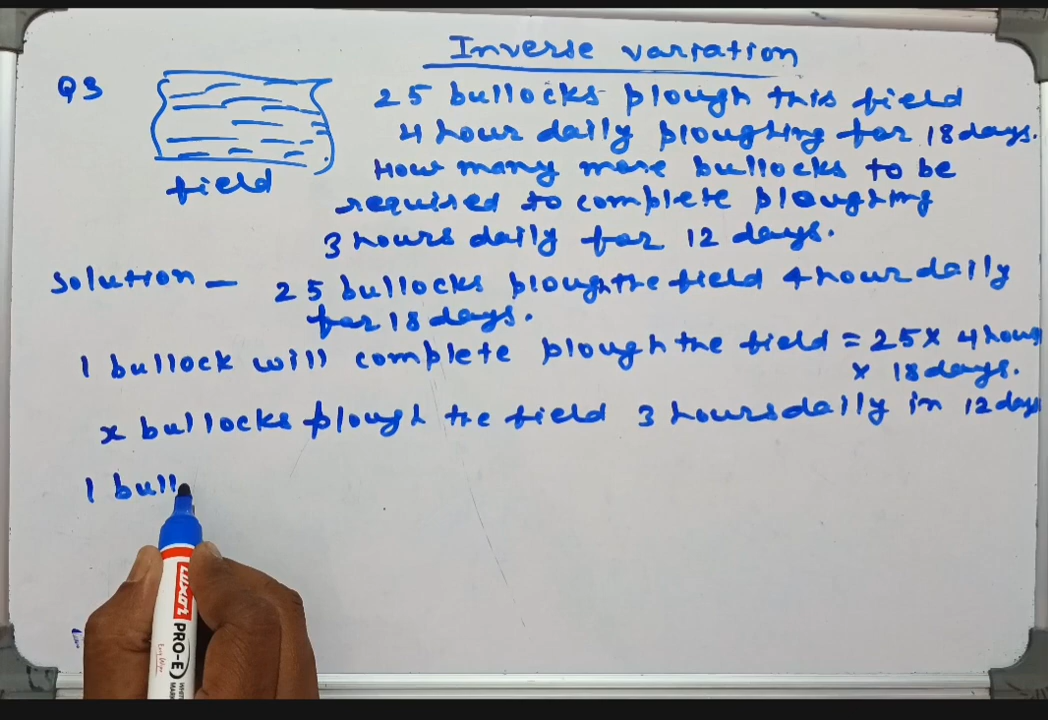 Inverse variation
Q3
25 bullocks plough this field
4 hour daily ploughing for 18 days.
How many more bullocks to be
required to complete ploughing
3 hours daily for 12 days.
field
Solution - 25 bullocks plough the field 4 hour daily
for 18 days.
1 bullock will complete plough the field = 25 x 4 hour
x 18 days.
x bullocks plough the field 3 hours daily in 12 days
1 bull
LUXOR
PRO-E